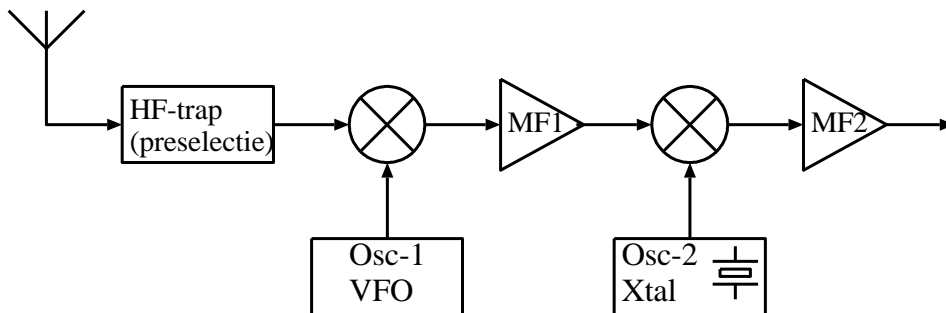 HF-trap
(preselectie)
MF1
MF2
Osc-1
VFO
Osc-2
Xtal